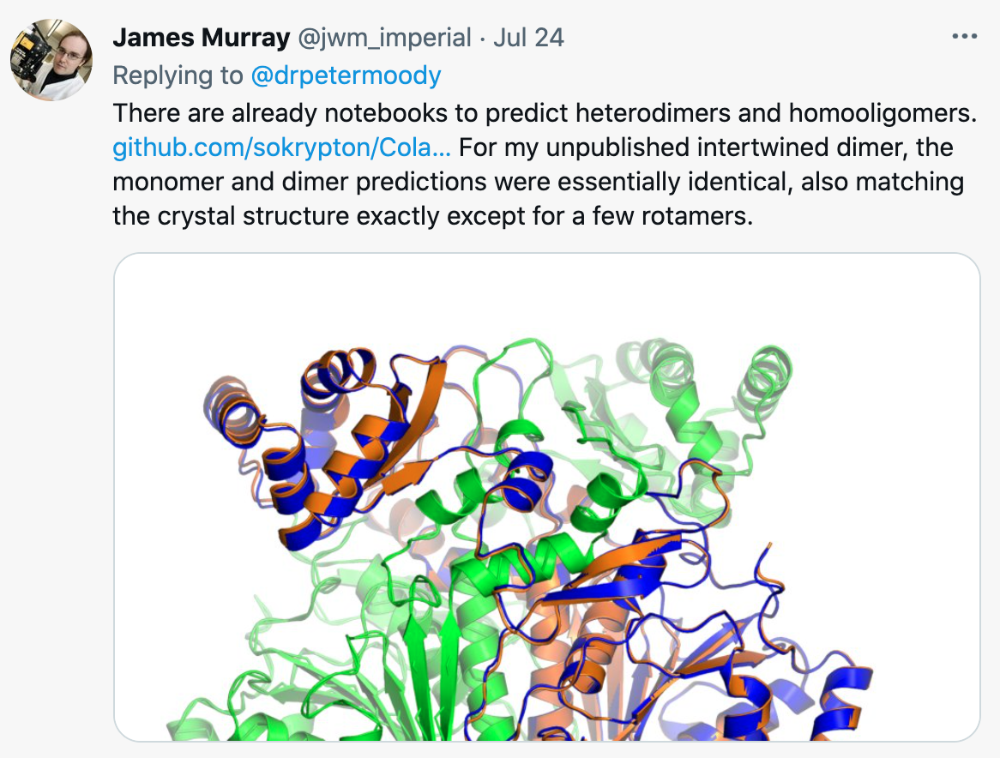 James Murray @jwm_imperial · Jul 24
Replying to @drpetermoody
There are already notebooks to predict heterodimers and homooligomers.
github.com/sokrypton/Cola... For my unpublished intertwined dimer, the
monomer and dimer predictions were essentially identical, also matching
the crystal structure exactly except for a few rotamers.